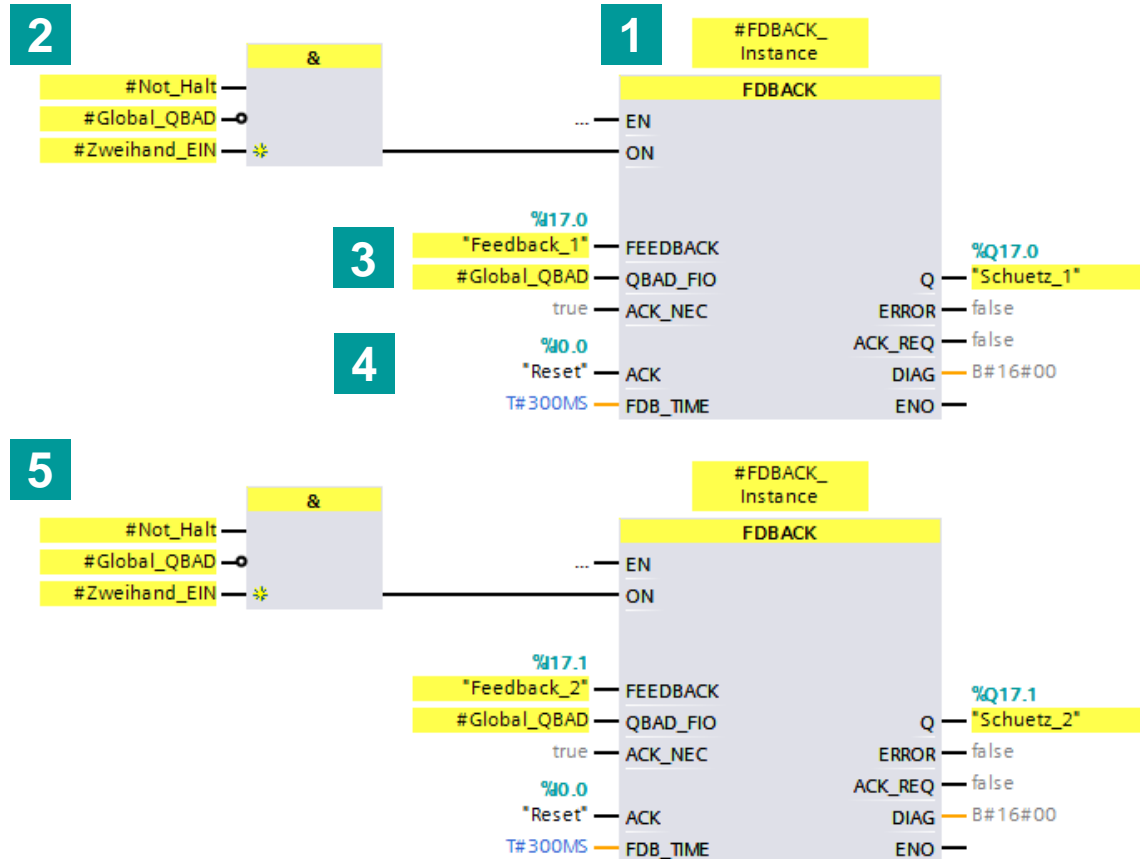 2
1
#FDBACK_
Instance
&
#Not_Halt
FDBACK
#Global_QBAD
... EN
#Zweihand_EIN
ON
%I17.0
3
"Feedback_1" FEEDBACK
%Q17.0
#Global_QBAD QBAD_FIO
Q "Schuetz_1"
true ACK_NEC
ERROR false
4
%I0.0
ACK_REQ false
"Reset" ACK
DIAG B#16#00
T#300MS FDB_TIME
ENO
5
#FDBACK_
Instance
&
#Not_Halt
FDBACK
#Global_QBAD
... EN
#Zweihand_EIN
ON
%I17.1
"Feedback_2" FEEDBACK
%Q17.1
#Global_QBAD QBAD_FIO
Q "Schuetz_2"
true ACK_NEC
ERROR false
%I0.0
ACK_REQ false
"Reset" ACK
DIAG B#16#00
T#300MS FDB_TIME
ENO